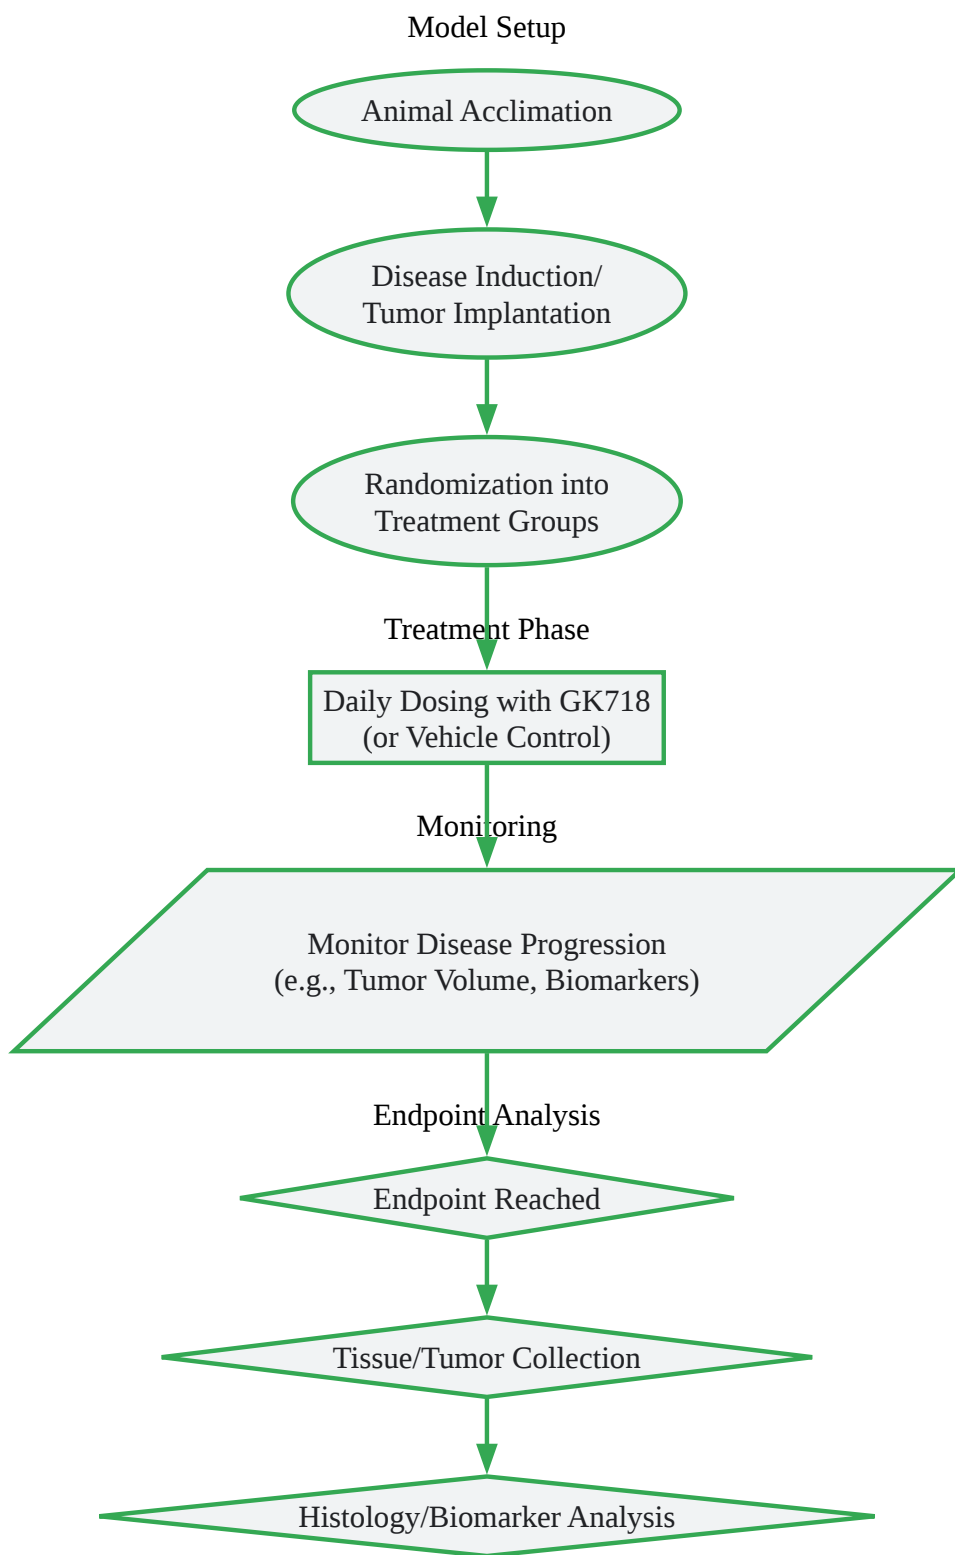 Model Setup
Animal Acclimation
Disease Induction/
Tumor Implantation
Randomization into
Treatment Groups
Treatment Phase
Daily Dosing with GK718
(or Vehicle Control)
Monitoring
Monitor Disease Progression
(e.g., Tumor Volume, Biomarkers)
Endpoint Analysis
Endpoint Reached
Tissue/Tumor Collection
Histology/Biomarker Analysis